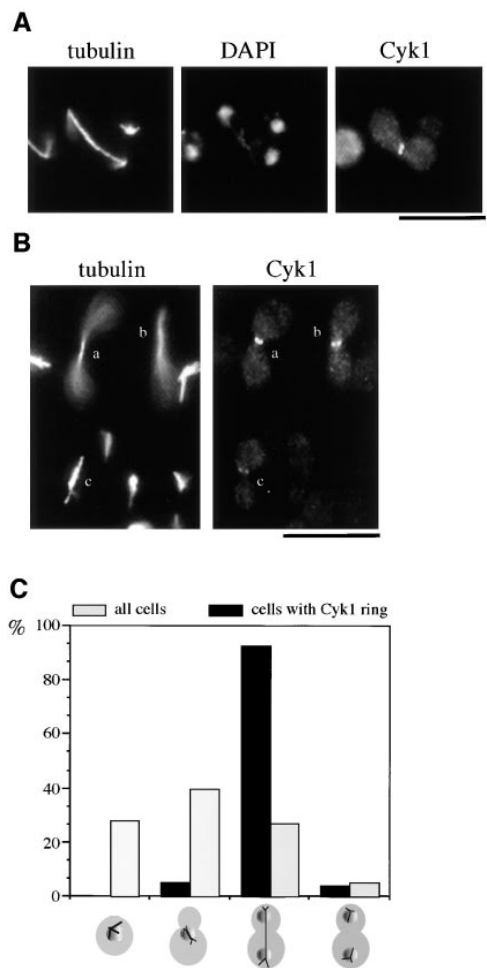 A
tubulin DAPI Cyk1
B
tubulin Cyk1
a b a b
c c
C
all cells cells with Cyk1 ring
%
100
80
60
40
20
0